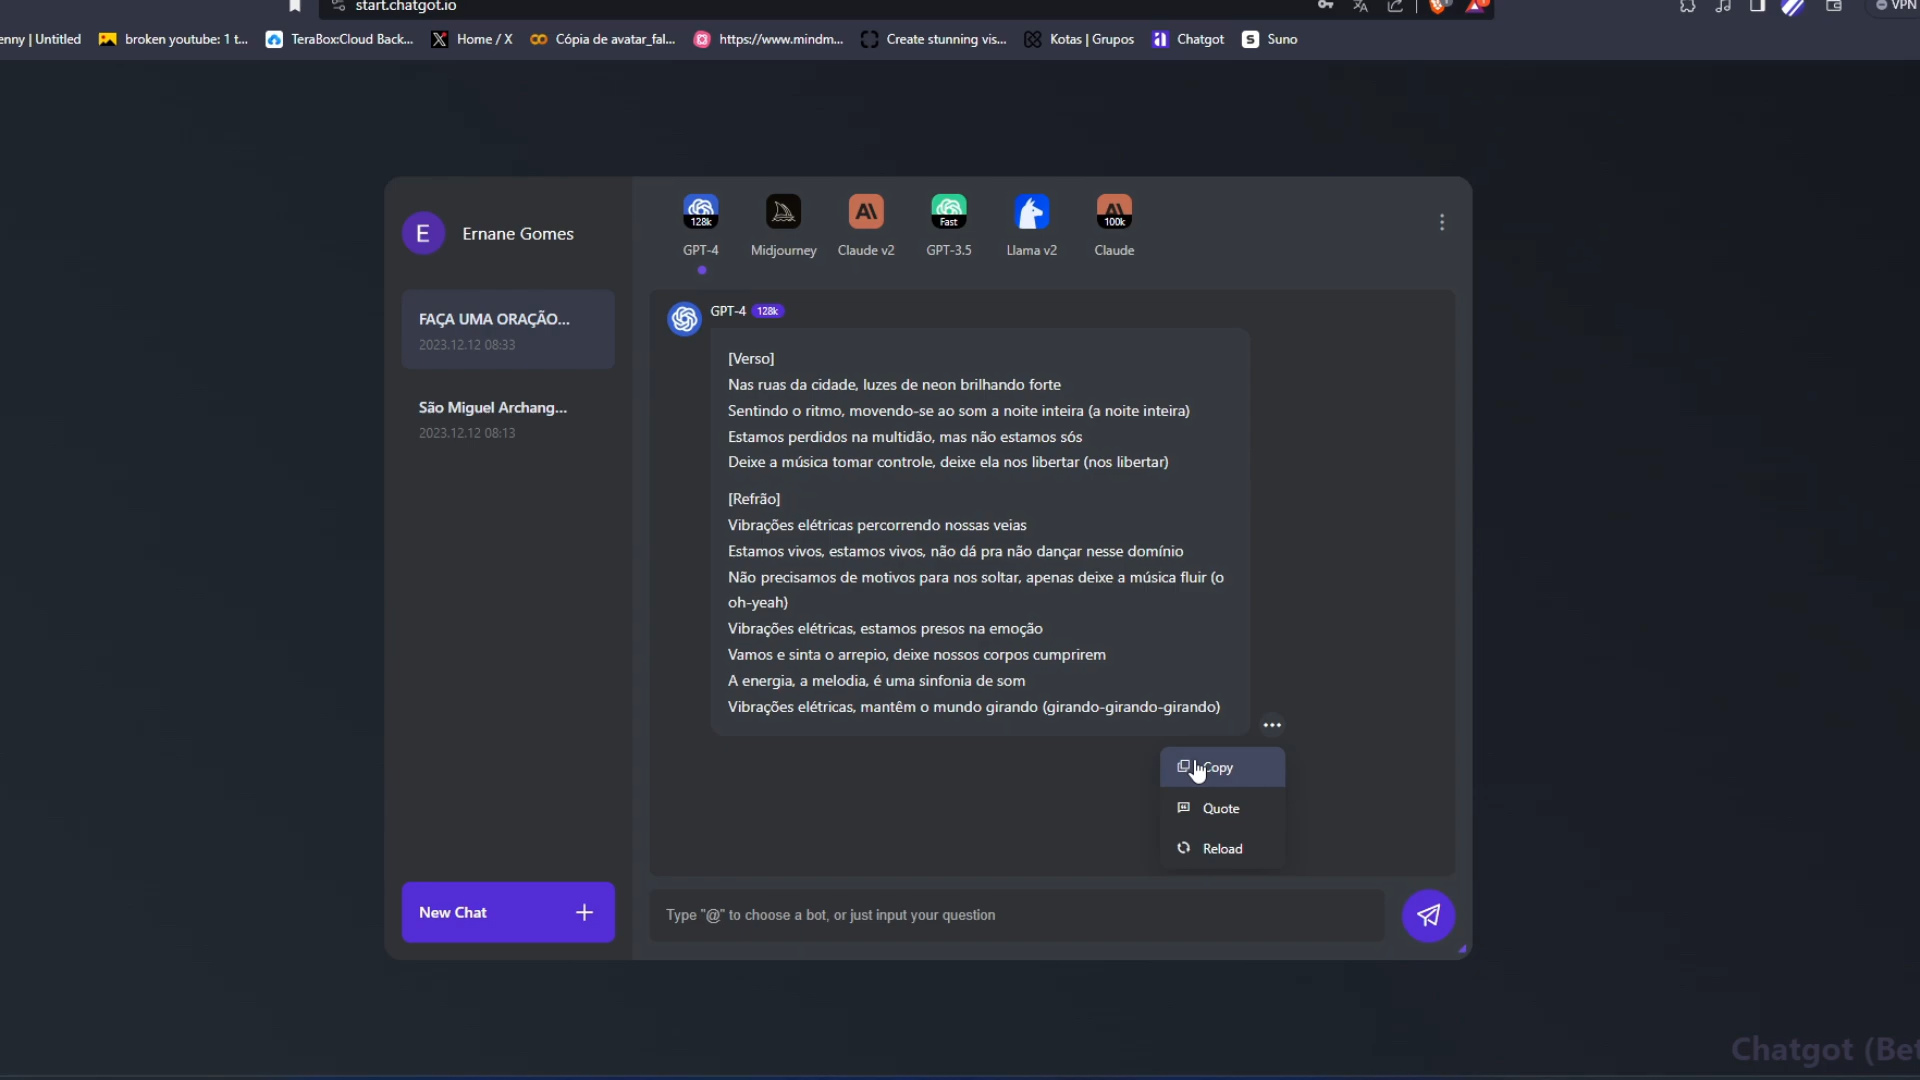 start.chatgot.io
VPN
enny | Untitled
broken youtube: 1 t...
TeraBox:Cloud Back...
Home / X
Cópia de avatar_fal...
https://www.mindm...
Create stunning vis...
Kotas | Grupos
Chatgot
Suno
E
Ernane Gomes
128k
Fast
100k
GPT-4
Midjourney
Claude v2
GPT-3.5
Llama v2
Claude
FAÇA UMA ORAÇÃO...
2023.12.12 08:33
São Miguel Archang...
2023.12.12 08:13
GPT-4 128k
[Verso]
Nas ruas da cidade, luzes de neon brilhando forte
Sentindo o ritmo, movendo-se ao som a noite inteira (a noite inteira)
Estamos perdidos na multidão, mas não estamos sós
Deixe a música tomar controle, deixe ela nos libertar (nos libertar)
[Refrão]
Vibrações elétricas percorrendo nossas veias
Estamos vivos, estamos vivos, não dá pra não dançar nesse domínio
Não precisamos de motivos para nos soltar, apenas deixe a música fluir (o
oh-yeah)
Vibrações elétricas, estamos presos na emoção
Vamos e sinta o arrepio, deixe nossos corpos cumprirem
A energia, a melodia, é uma sinfonia de som
Vibrações elétricas, mantêm o mundo girando (girando-girando-girando)
Copy
Quote
Reload
New Chat
Type "@" to choose a bot, or just input your question
Chatgot (Bet